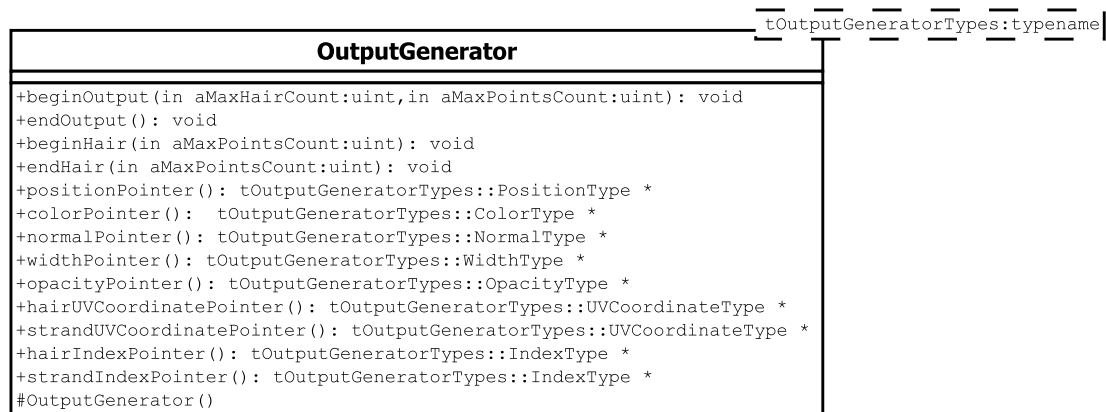 tOutputGeneratorTypes:typename
OutputGenerator
+beginOutput(in aMaxHairCount:uint,in aMaxPointsCount:uint): void
+endOutput(): void
+beginHair(in aMaxPointsCount:uint): void
+endHair(in aMaxPointsCount:uint): void
+positionPointer(): tOutputGeneratorTypes::PositionType *
+colorPointer():  tOutputGeneratorTypes::ColorType *
+normalPointer(): tOutputGeneratorTypes::NormalType *
+widthPointer(): tOutputGeneratorTypes::WidthType *
+opacityPointer(): tOutputGeneratorTypes::OpacityType *
+hairUVCoordinatePointer(): tOutputGeneratorTypes::UVCoordinateType *
+strandUVCoordinatePointer(): tOutputGeneratorTypes::UVCoordinateType *
+hairIndexPointer(): tOutputGeneratorTypes::IndexType *
+strandIndexPointer(): tOutputGeneratorTypes::IndexType *
#OutputGenerator()